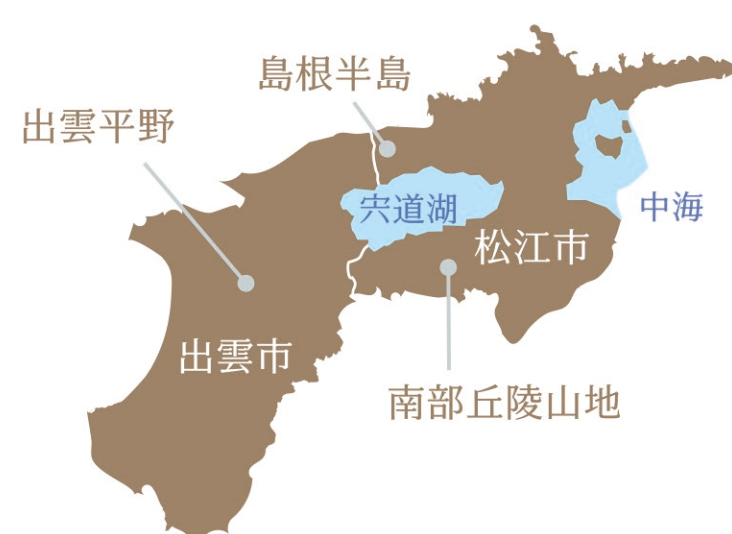 島根半島
出雲平野
宍道湖
中海
松江市
出雲市
南部丘陵山地